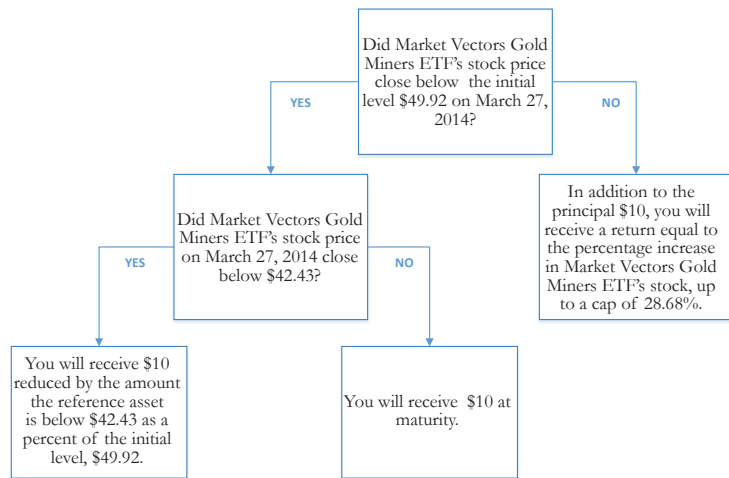 Did Market Vectors Gold
Miners ETF's stock price
close below the initial
level $49.92 on March 27,
2014?
YES
NO
Did Market Vectors Gold
Miners ETF's stock price
on March 27, 2014 close
below $42.43?
In addition to the
principal $10, you will
receive a return equal to
the percentage increase
in Market Vectors Gold
Miners ETF's stock, up
to a cap of 28.68%.
YES
NO
You will receive $10
reduced by the amount
the reference asset
is below $42.43 as a
percent of the initial
level, $49.92.
You will receive $10 at
maturity.